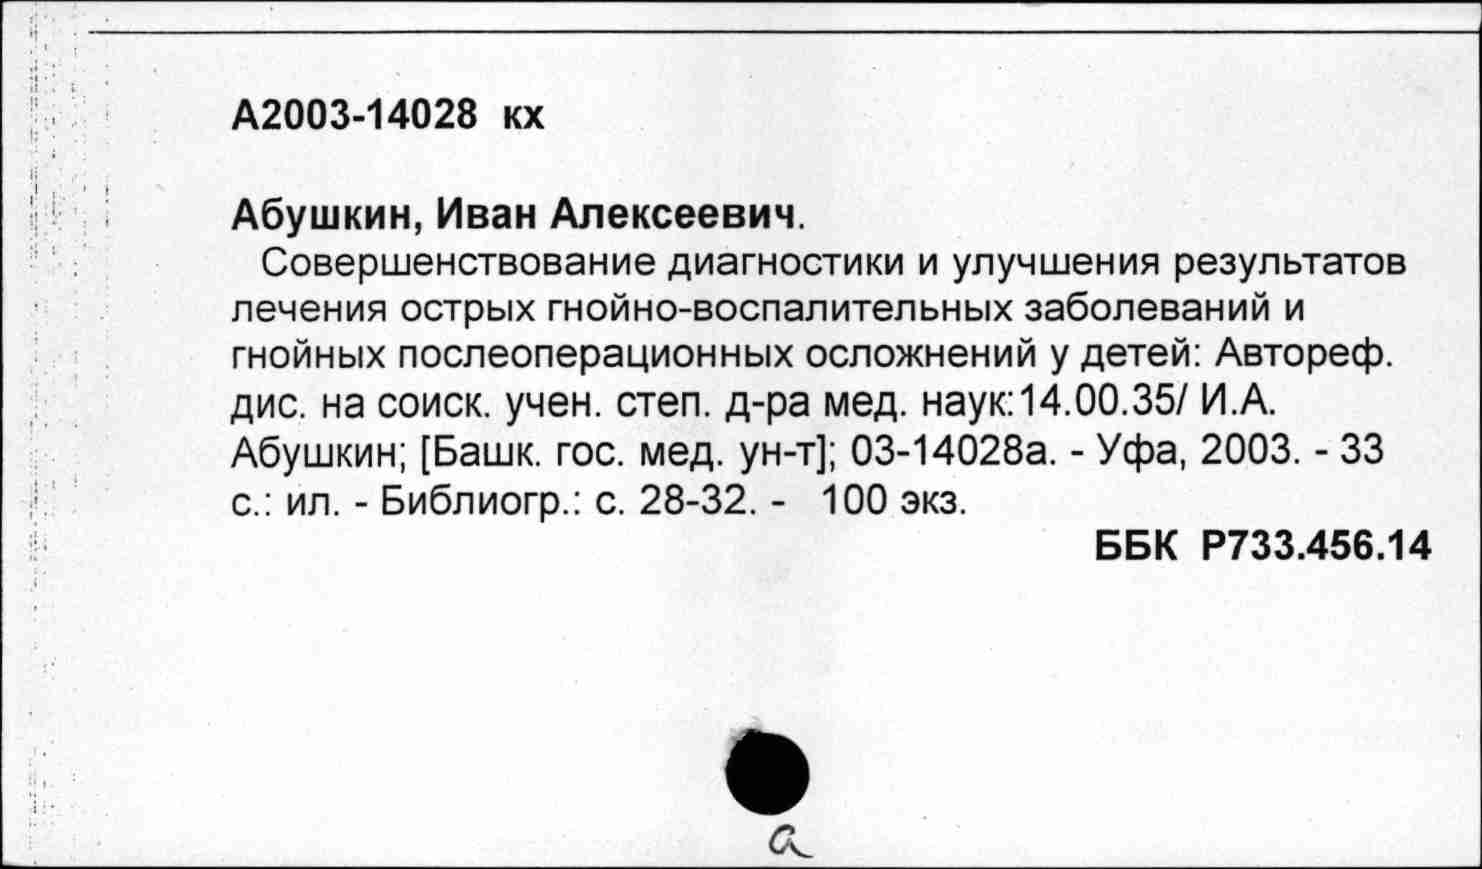 А2003-14028 кх
Абушкин, Иван Алексеевич.
Совершенствование диагностики и улучшения результатов
лечения острых гнойно-воспалительных заболеваний и
гнойных послеоперационных осложнений у детей: Автореф.
дис. на соиск. учен. степ. д-ра мед. наук:14.00.35/ И.А.
Абушкин; [Башк. гос. мед. ун-т]; 03-14028а. - Уфа, 2003. - 33
с.: ил. - Библиогр.: с. 28-32. - 100 экз.
ББК Р733.456.14
а